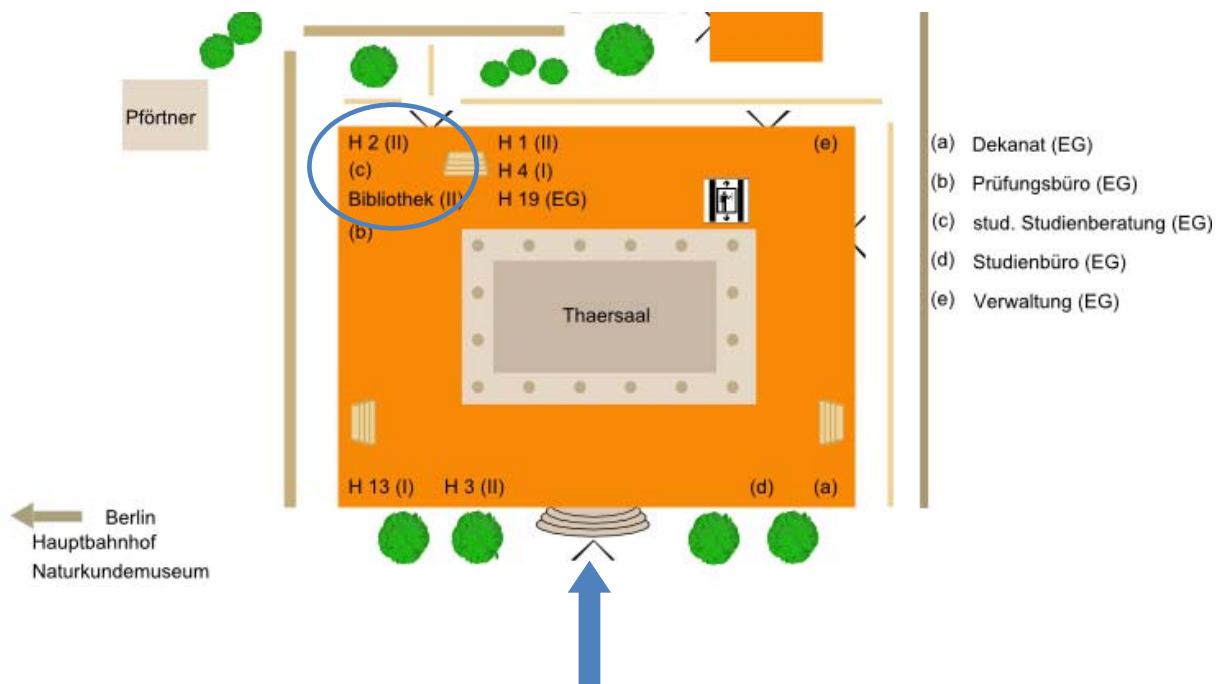 Pförtner
H 2 (II)
(c)
Bibliothek (II)
(b)
H 1 (II)
H 4 (I)
H 19 (EG)
(e)
Thaersaal
H 13 (I)
H 3 (II)
(d)
(a)
(a) Dekanat (EG)
(b) Prüfungsbüro (EG)
(c) stud. Studienberatung (EG)
(d) Studienbüro (EG)
(e) Verwaltung (EG)
Berlin
Hauptbahnhof
Naturkundemuseum